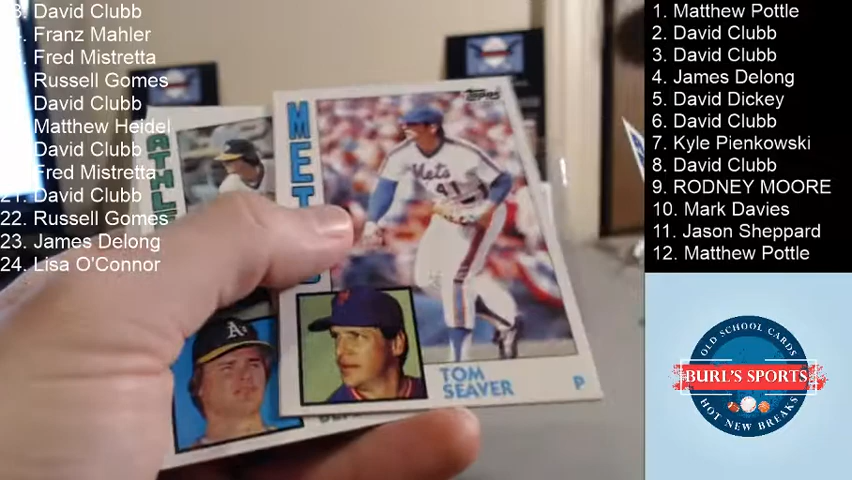 David Clubb
Franz Mahler
Fred Mistretta
Russell Gomes
David Clubb
Matthew Heidel
David Clubb
Fred Mistretta
21. David Clubb
22. Russell Gomes
23. James Delong
24. Lisa O'Connor
1. Matthew Pottle
2. David Clubb
3. David Clubb
4. James Delong
5. David Dickey
6. David Clubb
7. Kyle Pienkowski
8. David Clubb
9. RODNEY MOORE
10. Mark Davies
11. Jason Sheppard
12. Matthew Pottle
TOPPS
METS
Mets
41
TOM
SEAVER
P
A's
OLD SCHOOL CARDS
BURL'S SPORTS
HOT NEW BREAKS